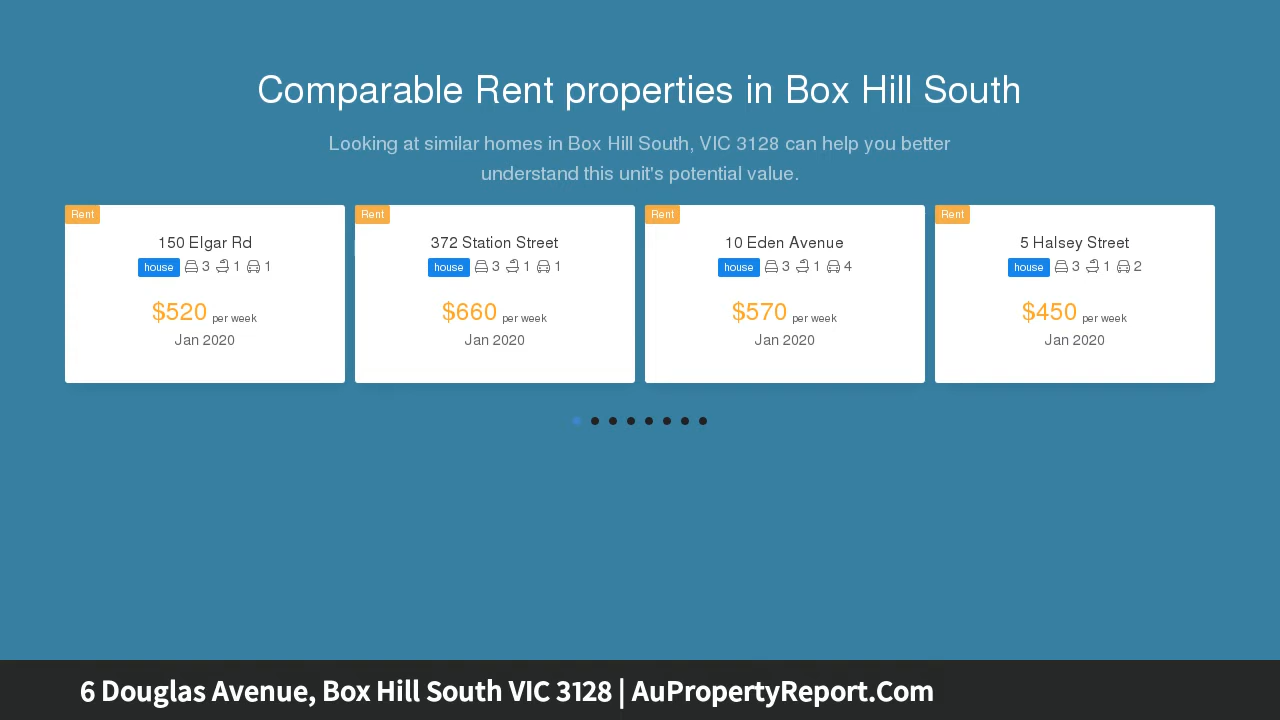 Comparable Rent properties in Box Hill South
Looking at similar homes in Box Hill South, VIC 3128 can help you better
understand this unit's potential value.
Rent
150 Elgar Rd
house 3 1 1
$520 per week
Jan 2020
Rent
372 Station Street
house 3 1 1
$660 per week
Jan 2020
Rent
10 Eden Avenue
house 3 1 4
$570 per week
Jan 2020
Rent
5 Halsey Street
house 3 1 2
$450 per week
Jan 2020
6 Douglas Avenue, Box Hill South VIC 3128 | AuPropertyReport.Com